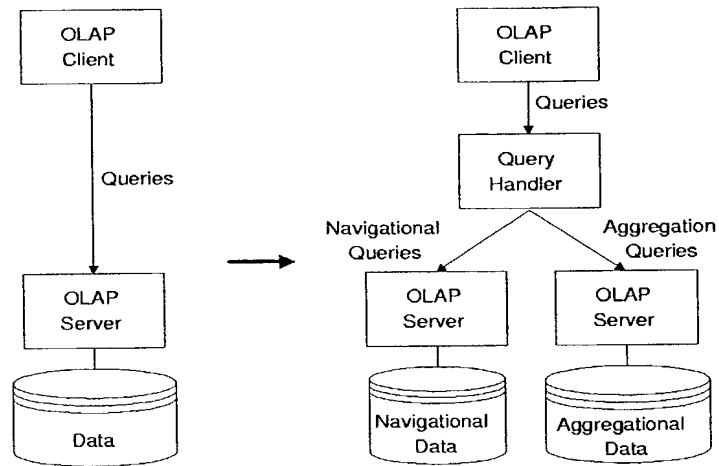 OLAP
Client
Queries
OLAP
Server
Data
OLAP
Client
Queries
Query
Handler
Navigational
Queries
Aggregation
Queries
OLAP
Server
OLAP
Server
Navigational
Data
Aggregational
Data